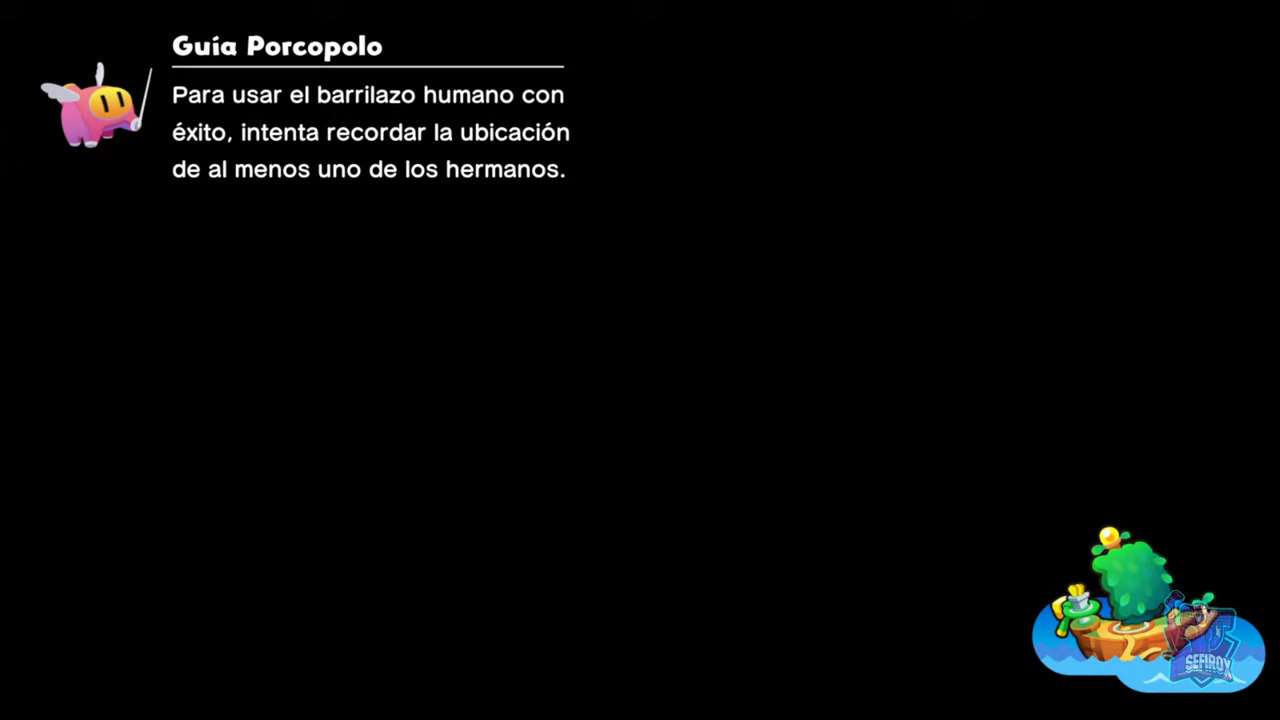 Guía Porcopolo
Para usar el barrilazo humano con
éxito, intenta recordar la ubicación
de al menos uno de los hermanos.
SEFIROX